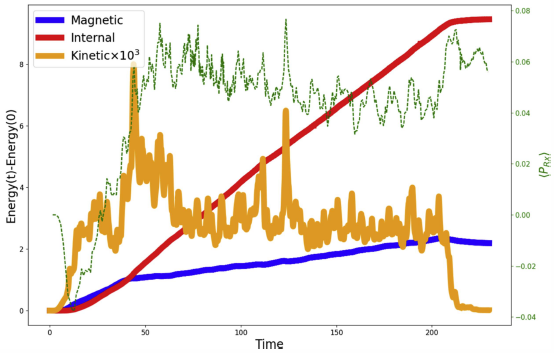 Magnetic
Internal
Kinetic×10³
Energy(t)-Energy(0)
0
2
4
6
8
0
50
100
150
200
Time
0.08
0.06
0.04
0.02
0.00
−0.02
−0.04
⟨P_Rx⟩